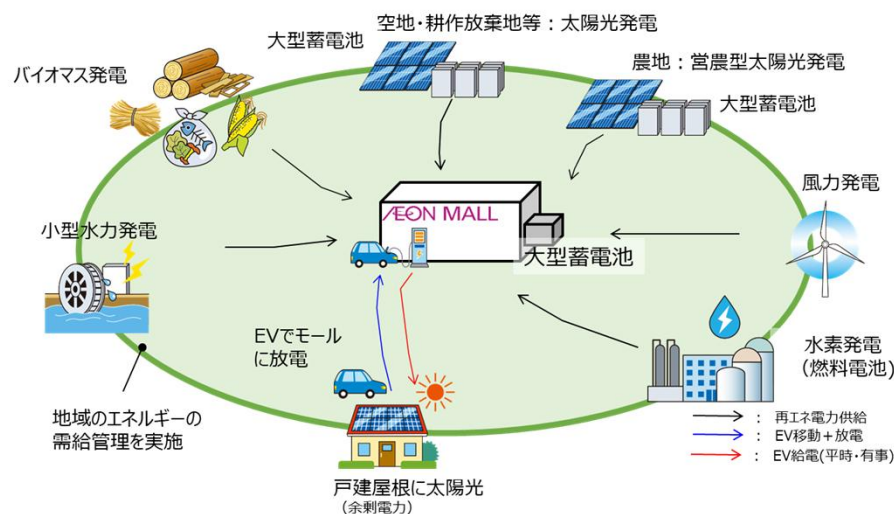 空地・耕作放棄地等：太陽光発電
大型蓄電池
農地：営農型太陽光発電
バイオマス発電
大型蓄電池
風力発電
ÆON MALL
小型水力発電
大型蓄電池
EVでモール
に放電
水素発電
（燃料電池）
地域のエネルギーの
需給管理を実施
： 再エネ電力供給
： EV移動＋放電
： EV給電(平時・有事)
戸建屋根に太陽光
（余剰電力）